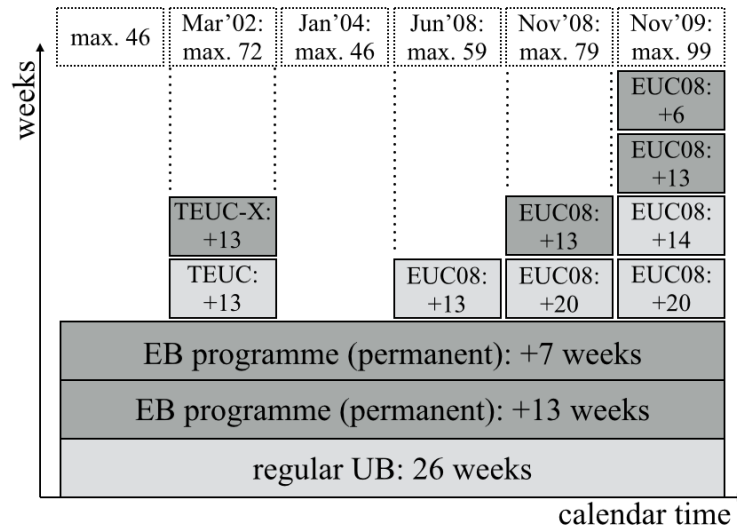 max. 46
Mar’02:
max. 72
Jan’04:
max. 46
Jun’08:
max. 59
Nov’08:
max. 79
Nov’09:
max. 99
weeks
EUC08:
+6
EUC08:
+13
TEUC-X:
+13
EUC08:
+13
EUC08:
+14
TEUC:
+13
EUC08:
+13
EUC08:
+20
EUC08:
+20
EB programme (permanent): +7 weeks
EB programme (permanent): +13 weeks
regular UB: 26 weeks
calendar time